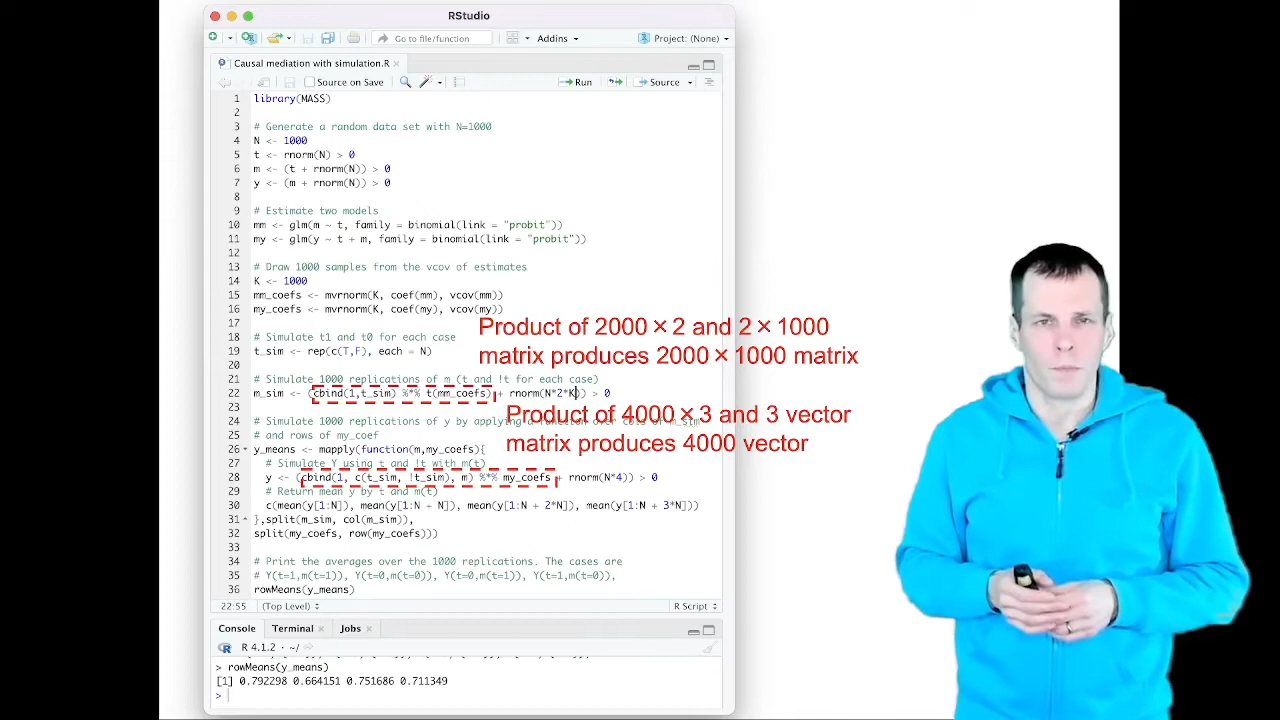 RStudio
Go to file/function
Addins
Project: (None)
Causal mediation with simulation.R
Source on Save
Run
Source
1 library(MASS)
2
3 # Generate a random data set with N=1000
4 N <- 1000
5 t <- rnorm(N) > 0
6 m <- (t + rnorm(N)) > 0
7 y <- (m + rnorm(N)) > 0
8
9 # Estimate two models
10 mm <- glm(m ~ t, family = binomial(link = "probit"))
11 my <- glm(y ~ t + m, family = binomial(link = "probit"))
12
13 # Draw 1000 samples from the vcov of estimates
14 K <- 1000
15 mm_coefs <- mvrnorm(K, coef(mm), vcov(mm))
16 my_coefs <- mvrnorm(K, coef(my), vcov(my))
17
18 # Simulate t1 and t0 for each case
19 t_sim <- rep(c(T,F), each = N)
20
21 # Simulate 1000 replications of m (t and !t for each case)
22 m_sim <- (cbind(1,t_sim) %*% t(mm_coefs) + rnorm(N*2*K)) > 0
23
24 # Simulate 1000 replications of y by applying a function over cols of m_sim
25 # and rows of my_coef
26 y_means <- mapply(function(m,my_coefs){
27 # Simulate Y using t and !t with m(t)
28 y <- (cbind(1, c(t_sim, !t_sim), m) %*% my_coefs + rnorm(N*4)) > 0
29 # Return mean y by t and m(t)
30 c(mean(y[1:N]), mean(y[1:N + N]), mean(y[1:N + 2*N]), mean(y[1:N + 3*N]))
31 },split(m_sim, col(m_sim)),
32 split(my_coefs, row(my_coefs)))
33
34 # Print the averages over the 1000 replications. The cases are
35 # Y(t=1,m(t=1)), Y(t=0,m(t=0)), Y(t=0,m(t=1)), Y(t=1,m(t=0)),
36 rowMeans(y_means)
Product of 2000×2 and 2×1000
matrix produces 2000×1000 matrix
Product of 4000×3 and 3 vector
matrix produces 4000 vector
22:55
(Top Level)
R Script
Console
Terminal
Jobs
R 4.1.2 · ~/
> rowMeans(y_means)
[1] 0.792298 0.664151 0.751686 0.711349
>